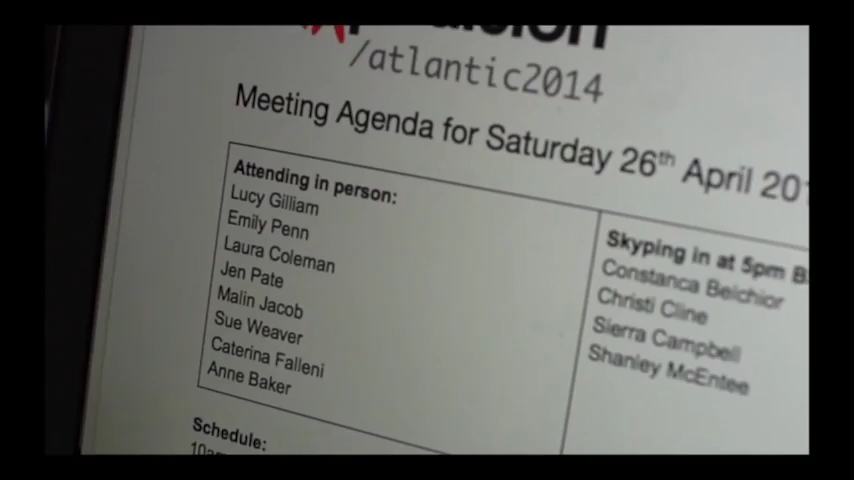 /atlantic2014
Meeting Agenda for Saturday 26th April 201
Attending in person:
Lucy Gilliam
Emily Penn
Laura Coleman
Jen Pate
Malin Jacob
Sue Weaver
Caterina Falleni
Anne Baker
Skyping in at 5pm B
Constanca Belchior
Christi Cline
Sierra Campbell
Shanley McEntee
Schedule:
10am